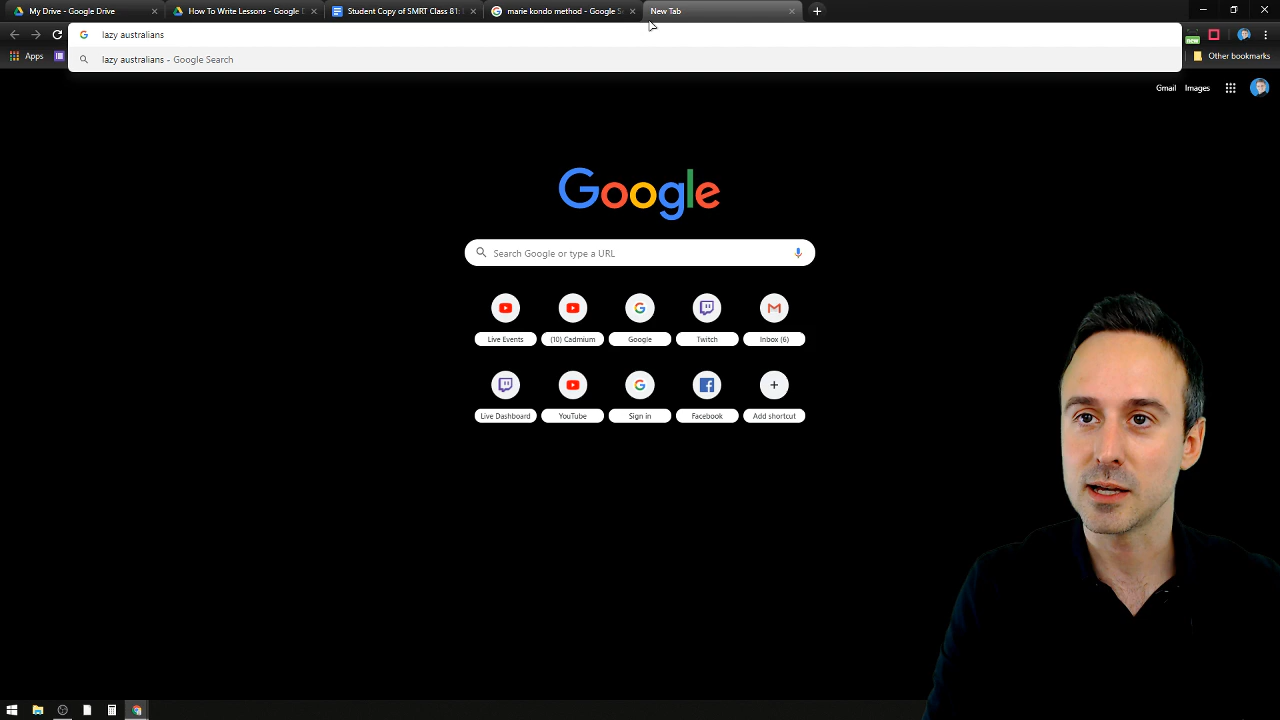 My Drive - Google Drive
How To Write Lessons - Google D
Student Copy of SMRT Class 81:
marie kondo method - Google Se
New Tab
lazy australians
new
Apps
lazy australians - Google Search
Other bookmarks
Gmail
Images
Google
Search Google or type a URL
Live Events
(10) Cadmium
Google
Twitch
Inbox (6)
Live Dashboard
YouTube
Sign in
Facebook
Add shortcut